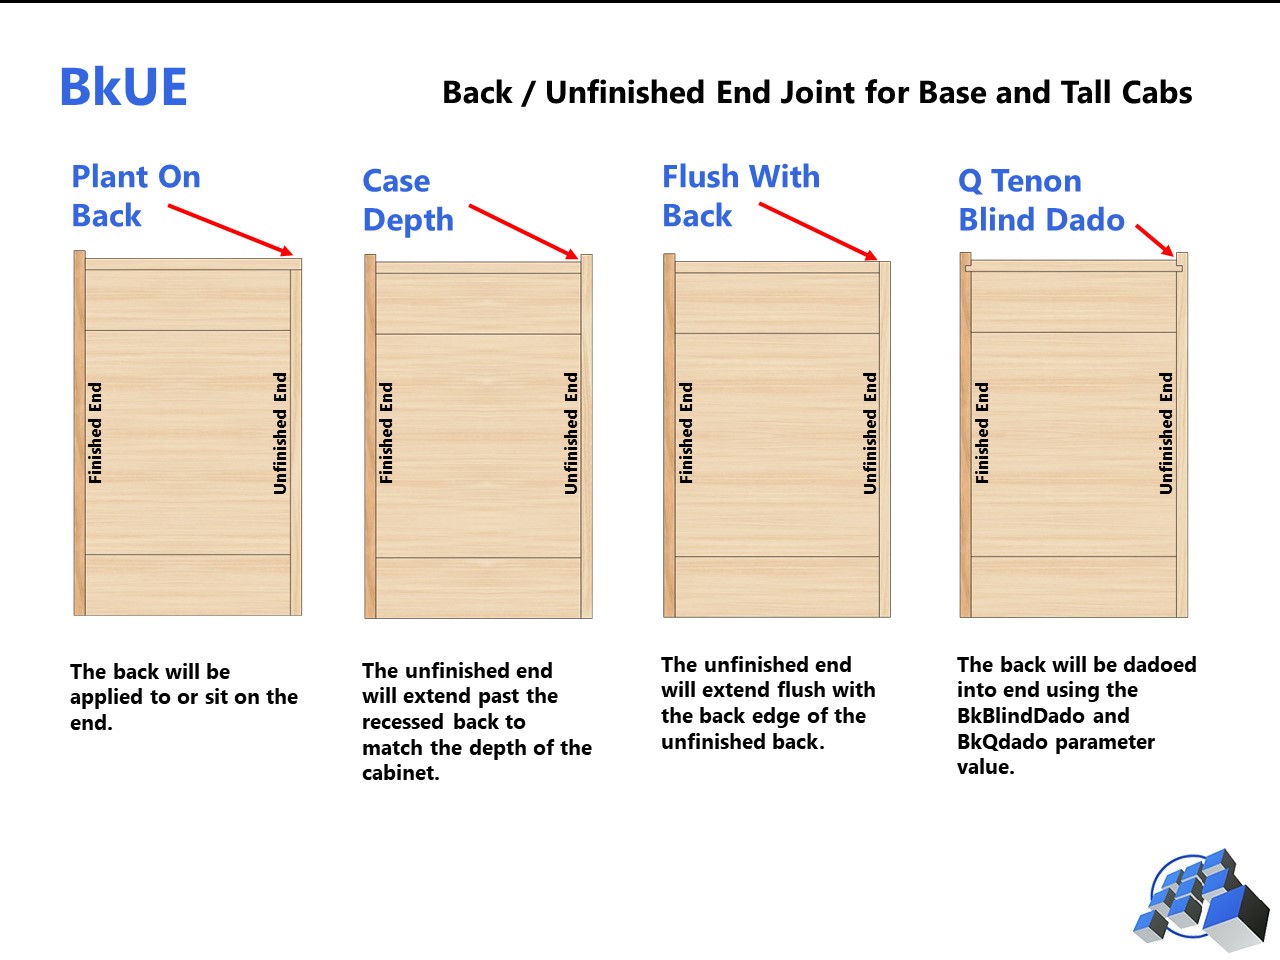 BkUE
Back / Unfinished End Joint for Base and Tall Cabs
Plant On
Back
Case
Depth
Flush With
Back
Q Tenon
Blind Dado
Finished End
Unfinished End
Finished End
Unfinished End
Finished End
Unfinished End
Finished End
Unfinished End
The back will be
applied to or sit on the
end.
The unfinished end
will extend past the
recessed back to
match the depth of the
cabinet.
The unfinished end
will extend flush with
the back edge of the
unfinished back.
The back will be dadoed
into end using the
BkBlindDado and
BkQdado parameter
value.